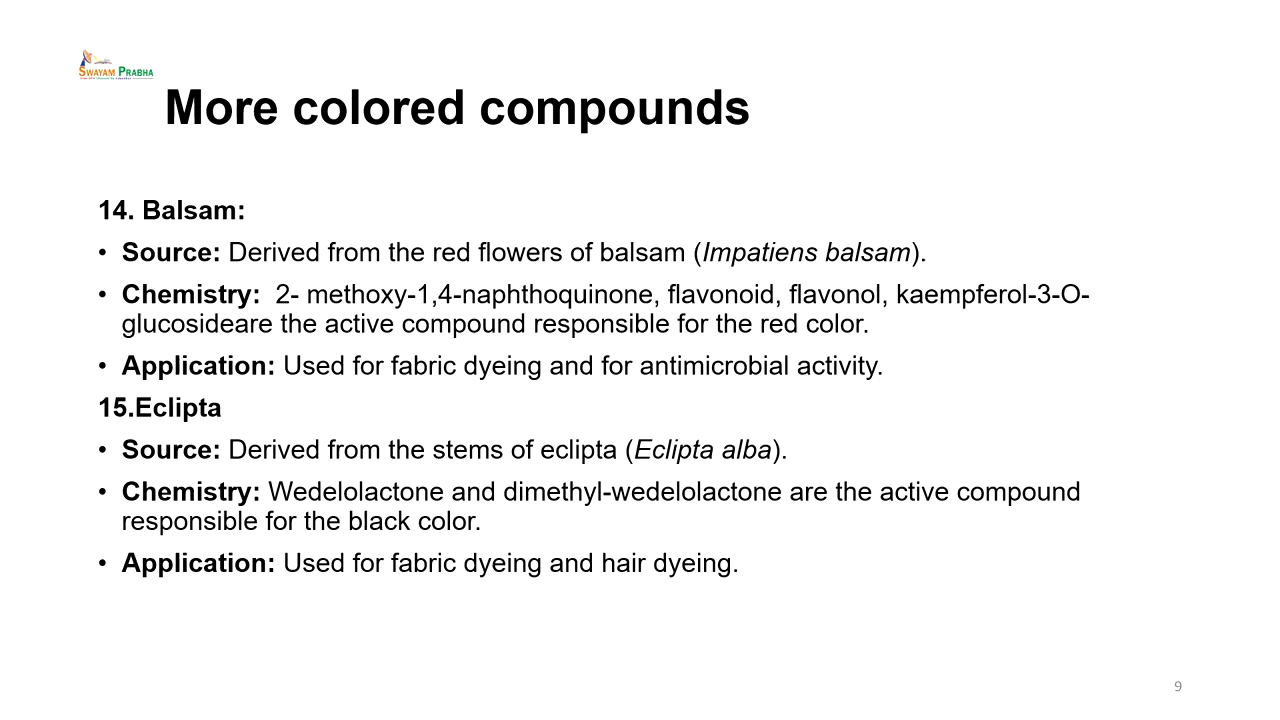 SWAYAM PRABHA
More colored compounds
14. Balsam:
• Source: Derived from the red flowers of balsam (Impatiens balsam).
• Chemistry:  2- methoxy-1,4-naphthoquinone, flavonoid, flavonol, kaempferol-3-O-
glucosideare the active compound responsible for the red color.
• Application: Used for fabric dyeing and for antimicrobial activity.
15.Eclipta
• Source: Derived from the stems of eclipta (Eclipta alba).
• Chemistry: Wedelolactone and dimethyl-wedelolactone are the active compound
responsible for the black color.
• Application: Used for fabric dyeing and hair dyeing.
9